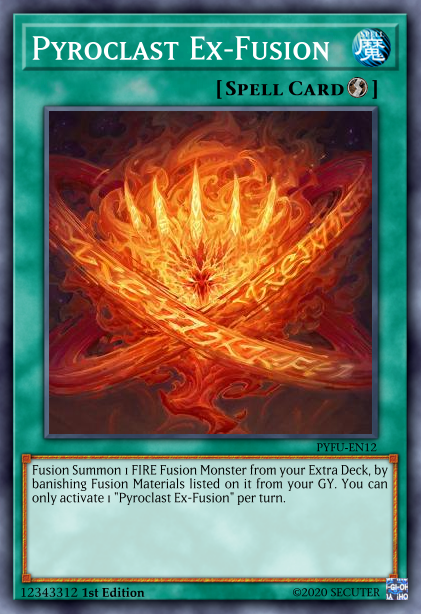 Pyroclast Ex-Fusion
魔
[Spell Card]
PYFU-EN12
Fusion Summon 1 FIRE Fusion Monster from your Extra Deck, by
banishing Fusion Materials listed on it from your GY. You can
only activate 1 "Pyroclast Ex-Fusion" per turn.
12343312 1st Edition
©2020 SECUTER